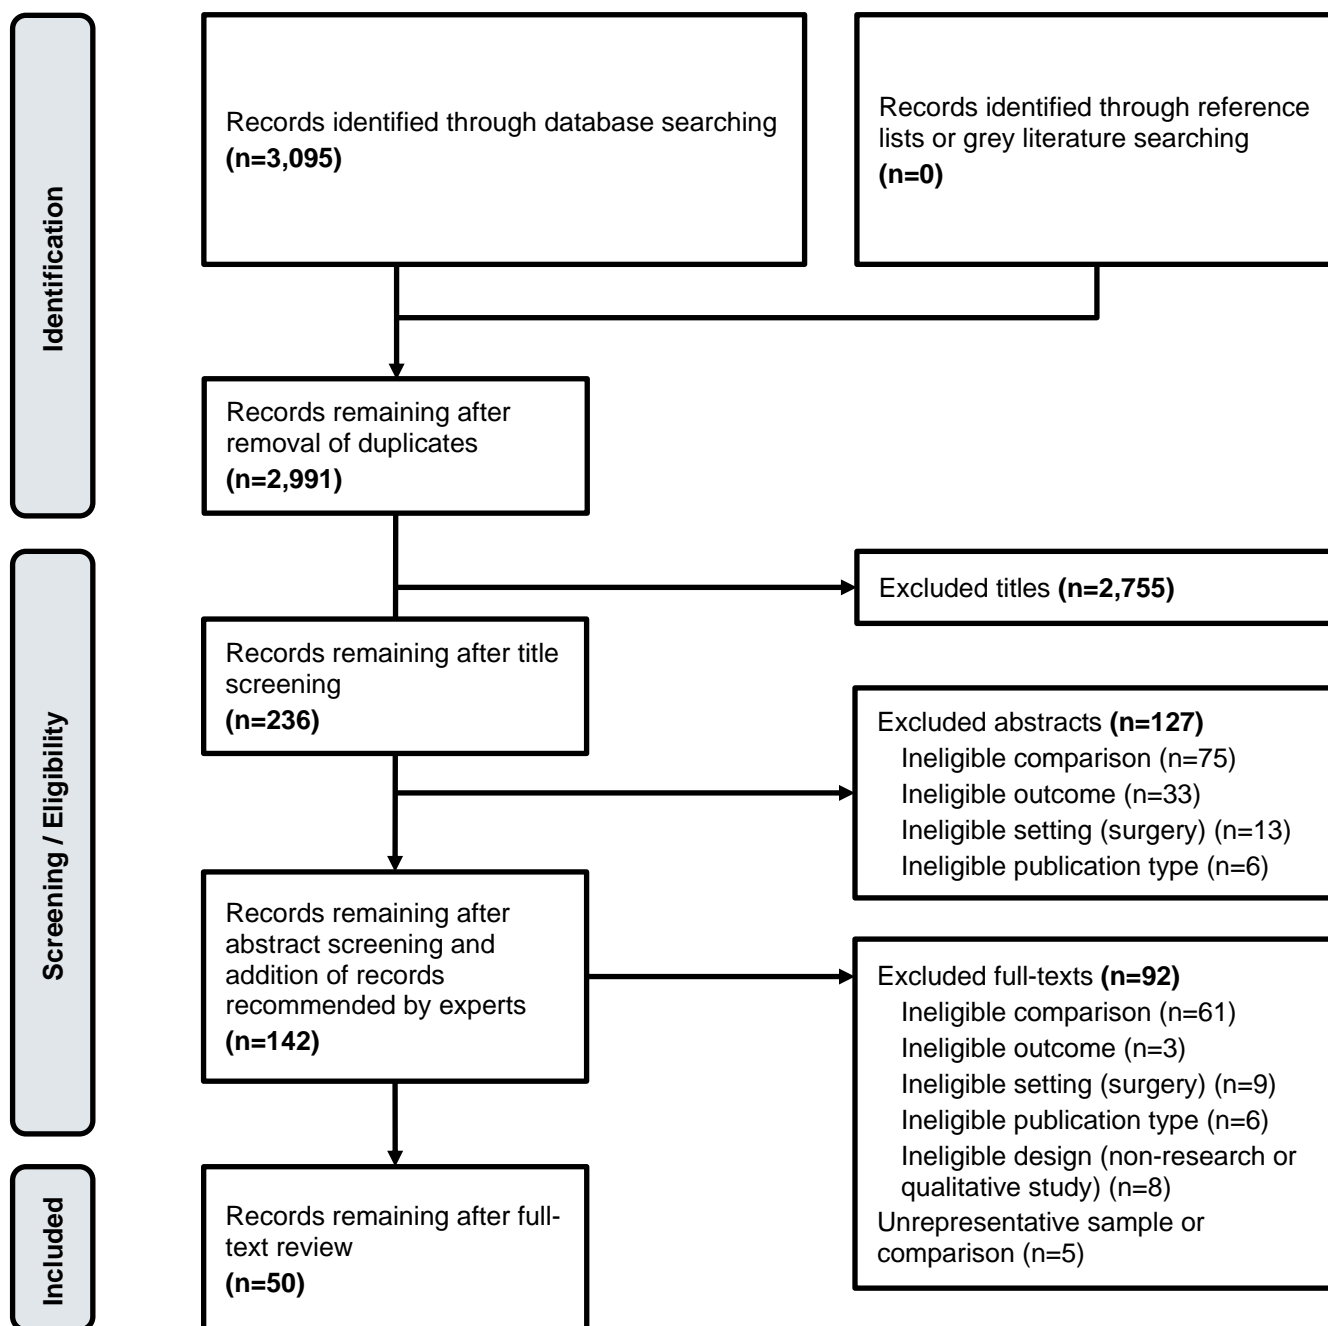 Identification
Records identified through database searching
(n=3,095)
Records identified through reference
lists or grey literature searching
(n=0)
Records remaining after
removal of duplicates
(n=2,991)
Screening / Eligibility
Excluded titles (n=2,755)
Records remaining after title
screening
(n=236)
Excluded abstracts (n=127)
Ineligible comparison (n=75)
Ineligible outcome (n=33)
Ineligible setting (surgery) (n=13)
Ineligible publication type (n=6)
Records remaining after
abstract screening and
addition of records
recommended by experts
(n=142)
Excluded full-texts (n=92)
Ineligible comparison (n=61)
Ineligible outcome (n=3)
Ineligible setting (surgery) (n=9)
Ineligible publication type (n=6)
Ineligible design (non-research or
qualitative study) (n=8)
Unrepresentative sample or
comparison (n=5)
Included
Records remaining after full-
text review
(n=50)